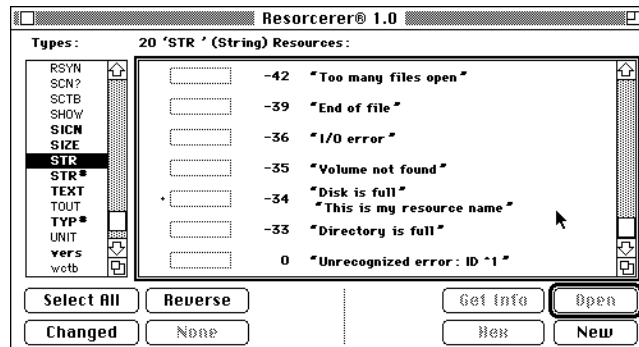 Resorcerer® 1.0
Types:
20 'STR ' (String) Resources:
RSYN
SCN?
SCTB
SHOW
SICN
SIZE
STR
STR#
TEXT
TOUT
TYP#
UNIT
vers
wctb
-42 "Too many files open"
-39 "End of file"
-36 "I/O error"
-35 "Volume not found"
-34 "Disk is full"
"This is my resource name"
-33 "Directory is full"
0 "Unrecognized error: ID ^1"
Select All Reverse Get Info Open
Changed None Hex New